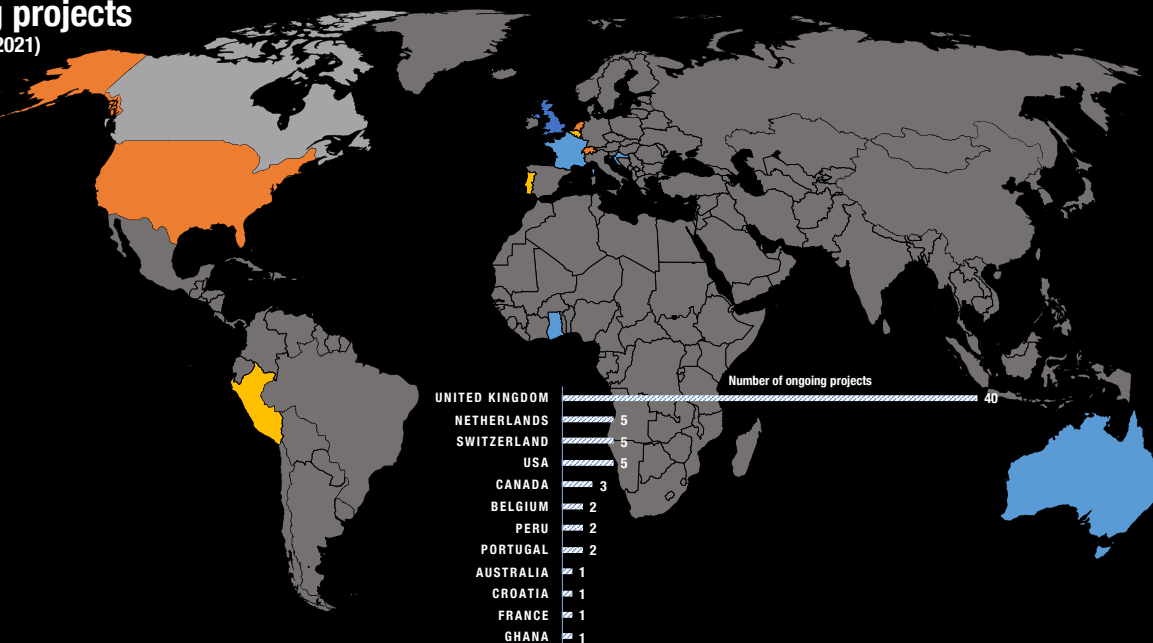 projects
2021)
Number of ongoing projects
UNITED KINGDOM 40
NETHERLANDS 5
SWITZERLAND 5
USA 5
CANADA 3
BELGIUM 2
PERU 2
PORTUGAL 2
AUSTRALIA 1
CROATIA 1
FRANCE 1
GHANA 1